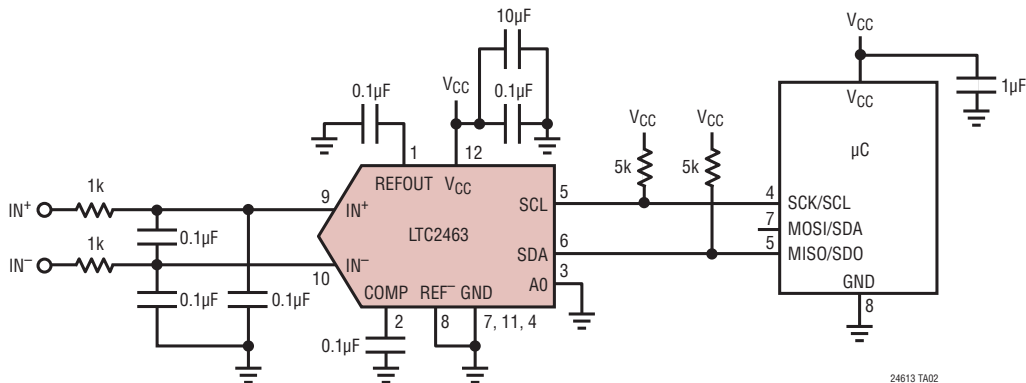 10µF
VCC
0.1µF
0.1µF
1
12
REFOUT
VCC
IN+
1k
9
IN+
0.1µF
IN−
1k
10
IN−
0.1µF
0.1µF
LTC2463
SCL
5
SDA
6
A0
3
COMP
REF−
GND
2
8
7, 11, 4
0.1µF
VCC
VCC
5k
5k
VCC
1µF
VCC
µC
4
SCK/SCL
7
MOSI/SDA
5
MISO/SDO
GND
8
24613 TA02